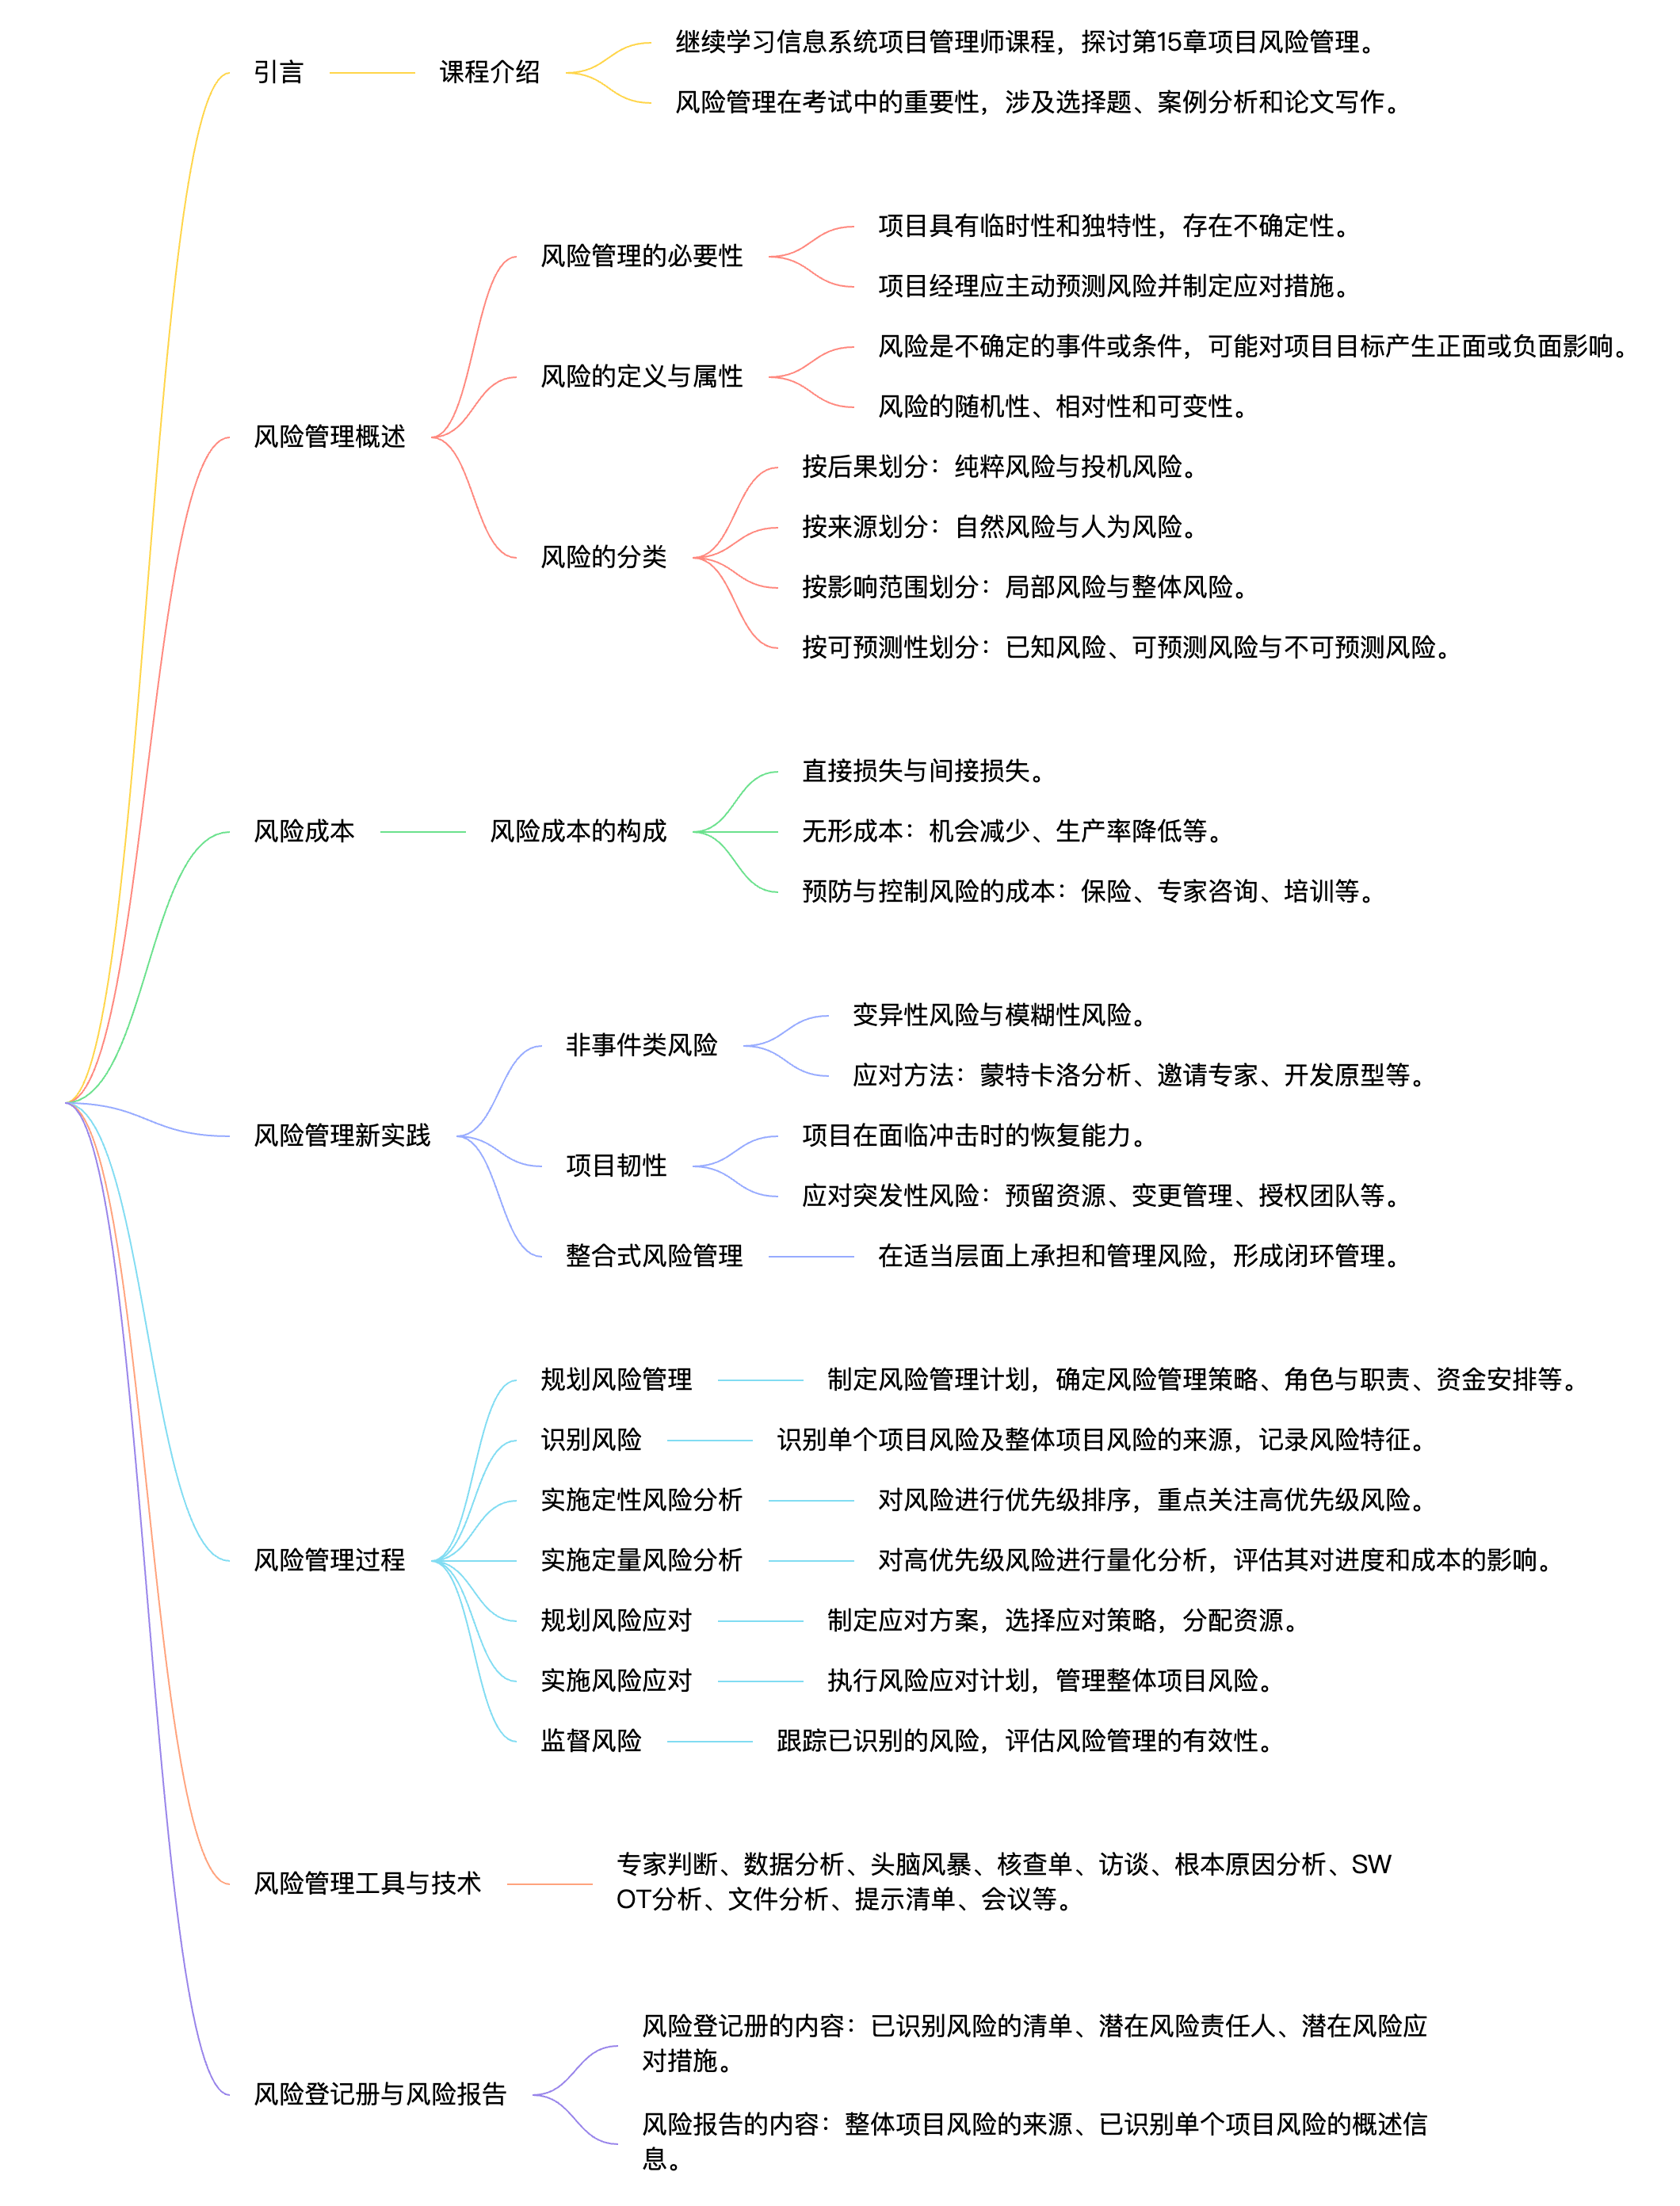 引言
课程介绍
继续学习信息系统项目管理师课程，探讨第15章项目风险管理。
风险管理在考试中的重要性，涉及选择题、案例分析和论文写作。
风险管理概述
风险管理的必要性
项目具有临时性和独特性，存在不确定性。
项目经理应主动预测风险并制定应对措施。
风险的定义与属性
风险是不确定的事件或条件，可能对项目目标产生正面或负面影响。
风险的随机性、相对性和可变性。
风险的分类
按后果划分：纯粹风险与投机风险。
按来源划分：自然风险与人为风险。
按影响范围划分：局部风险与整体风险。
按可预测性划分：已知风险、可预测风险与不可预测风险。
风险成本
风险成本的构成
直接损失与间接损失。
无形成本：机会减少、生产率降低等。
预防与控制风险的成本：保险、专家咨询、培训等。
风险管理新实践
非事件类风险
变异性风险与模糊性风险。
应对方法：蒙特卡洛分析、邀请专家、开发原型等。
项目韧性
项目在面临冲击时的恢复能力。
应对突发性风险：预留资源、变更管理、授权团队等。
整合式风险管理
在适当层面上承担和管理风险，形成闭环管理。
风险管理过程
规划风险管理
制定风险管理计划，确定风险管理策略、角色与职责、资金安排等。
识别风险
识别单个项目风险及整体项目风险的来源，记录风险特征。
实施定性风险分析
对风险进行优先级排序，重点关注高优先级风险。
实施定量风险分析
对高优先级风险进行量化分析，评估其对进度和成本的影响。
规划风险应对
制定应对方案，选择应对策略，分配资源。
实施风险应对
执行风险应对计划，管理整体项目风险。
监督风险
跟踪已识别的风险，评估风险管理的有效性。
风险管理工具与技术
专家判断、数据分析、头脑风暴、核查单、访谈、根本原因分析、SW
OT分析、文件分析、提示清单、会议等。
风险登记册与风险报告
风险登记册的内容：已识别风险的清单、潜在风险责任人、潜在风险应
对措施。
风险报告的内容：整体项目风险的来源、已识别单个项目风险的概述信
息。